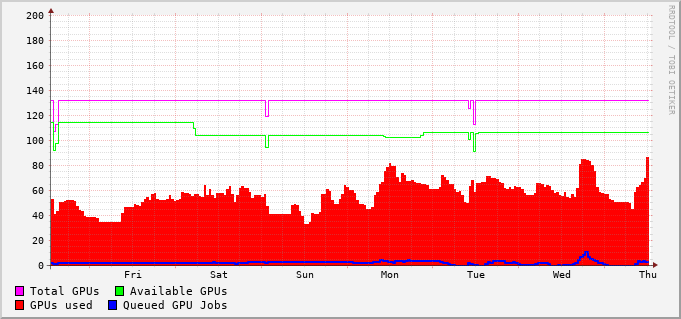 200
180
160
140
120
100
80
60
40
20
0
Fri Sat Sun Mon Tue Wed Thu
Total GPUs Available GPUs
GPUs used Queued GPU Jobs
RRDTOOL / TOBI OETIKER